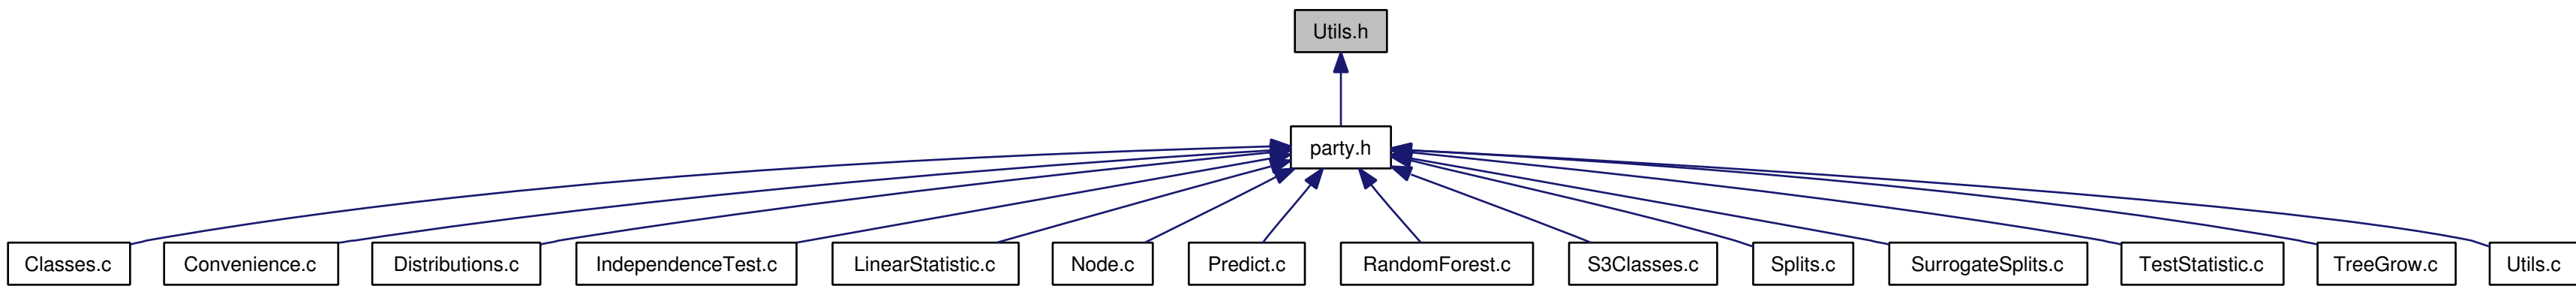 Utils.h
party.h
Classes.c
Convenience.c
Distributions.c
IndependenceTest.c
LinearStatistic.c
Node.c
Predict.c
RandomForest.c
S3Classes.c
Splits.c
SurrogateSplits.c
TestStatistic.c
TreeGrow.c
Utils.c